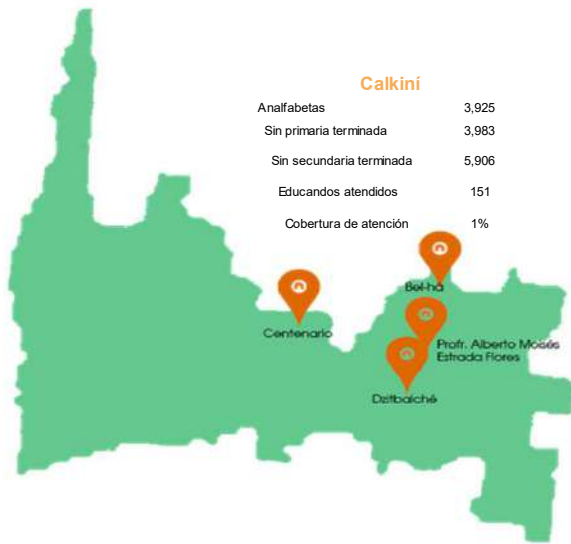 Calkiní
Analfabetas 3,925
Sin primaria terminada 3,983
Sin secundaria terminada 5,906
Educandos atendidos 151
Cobertura de atención 1%
Bel-ha
Centenario
Profr. Alberto Moisés
Estrada Flores
Dzitbalché